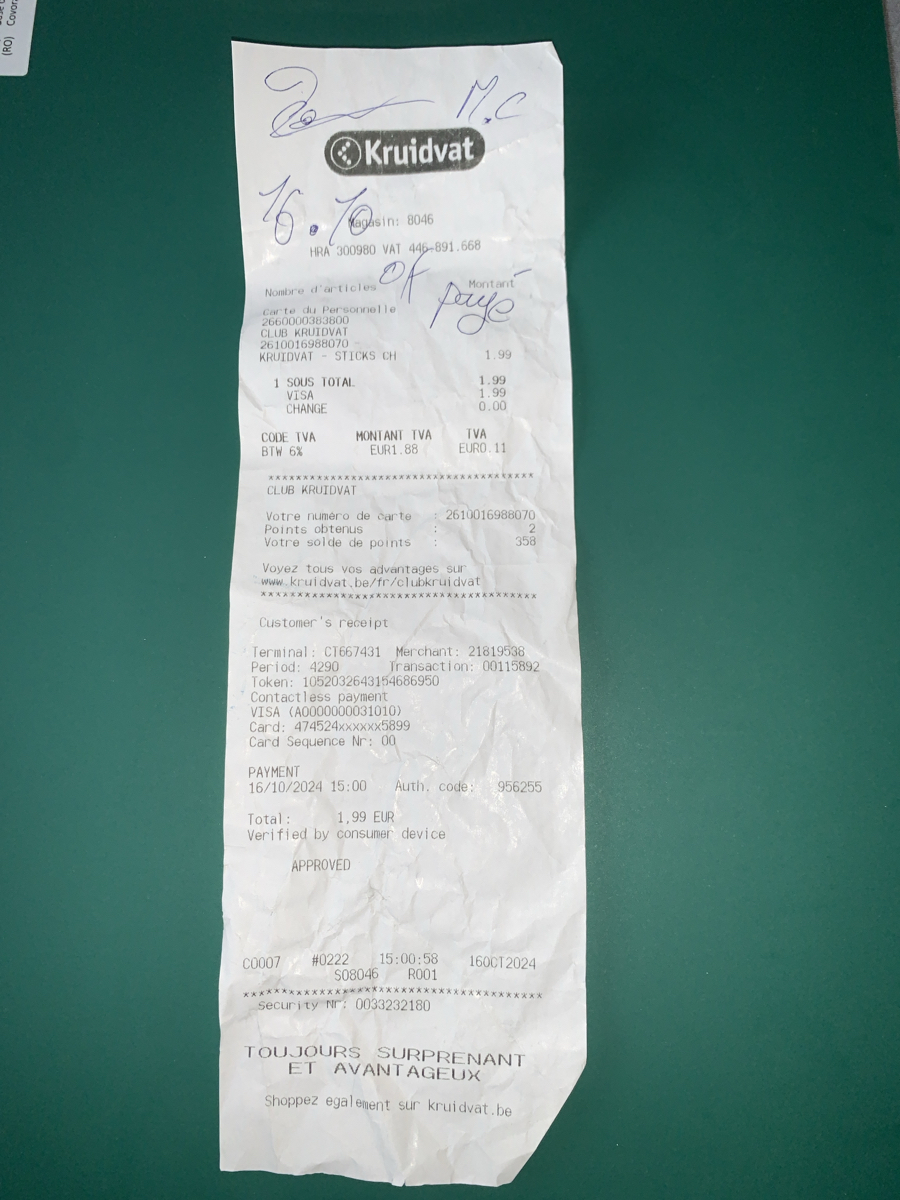 (RO) Covor
M.C
Kruidvat
16.10
Magasin: 8046
HRA 300980 VAT 446-891.668
OK
Nombre d'articles Montant
payé
Carte du Personnelle
2660000383800
CLUB KRUIDVAT
2610016988070
KRUIDVAT - STICKS CH 1.99
1 SOUS TOTAL 1.99
VISA 1.99
CHANGE 0.00
CODE TVA MONTANT TVA TVA
BTW 6% EUR1.88 EUR0.11
****************************************
CLUB KRUIDVAT
Votre numéro de carte : 2610016988070
Points obtenus : 2
Votre solde de points : 358
Voyez tous vos advantages sur
www.kruidvat.be/fr/clubkruidvat
****************************************
Customer's receipt
Terminal: CT667431 Merchant: 21819538
Period: 4290 Transaction: 00115892
Token: 1052032643154686950
Contactless payment
VISA (A0000000031010)
Card: 474524xxxxxx5899
Card Sequence Nr: 00
PAYMENT
16/10/2024 15:00 Auth. code: 956255
Total: 1,99 EUR
Verified by consumer device
APPROVED
C0007 #0222 15:00:58 16OCT2024
S08046 R001
****************************************
Security Nr: 0033232180
TOUJOURS SURPRENANT
ET AVANTAGEUX
Shoppez egalement sur kruidvat.be